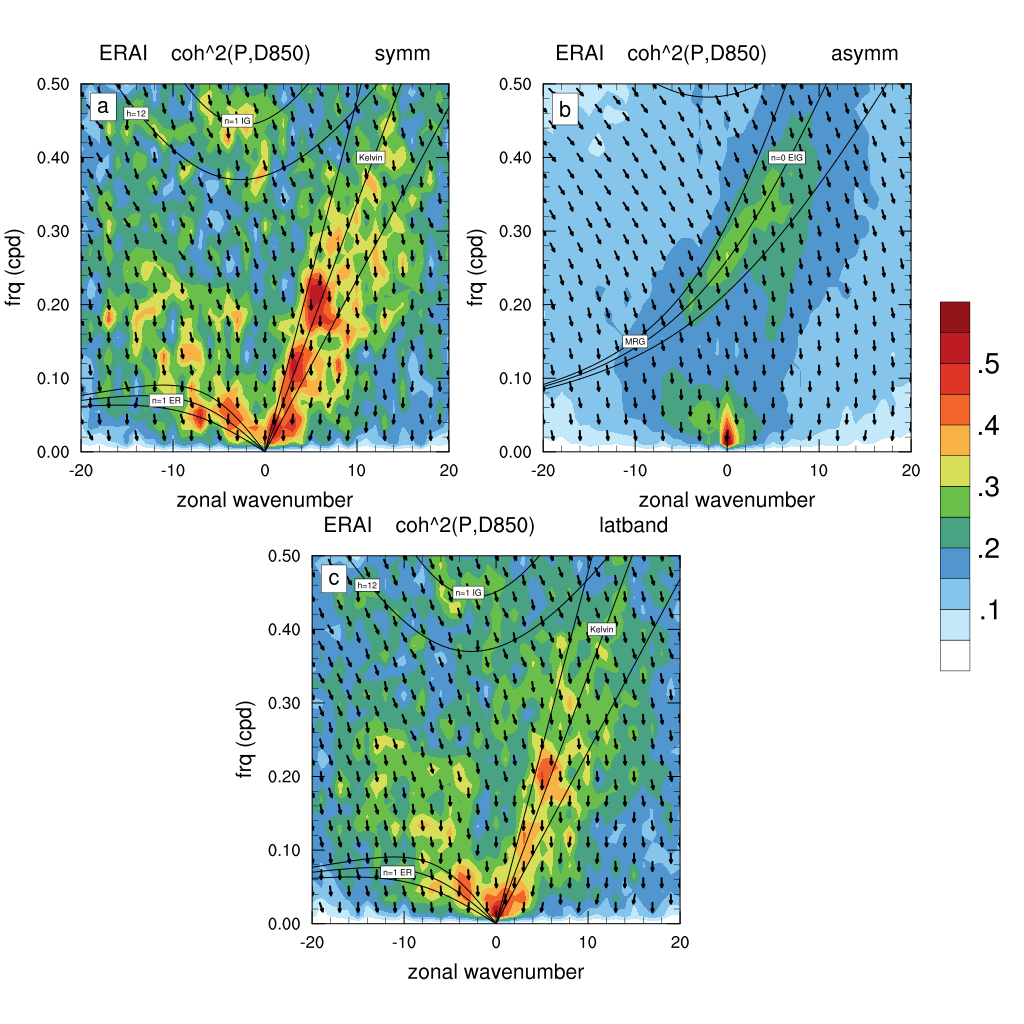 ERAI coh^2(P,D850) symm
ERAI coh^2(P,D850) asymm
a
h=12
n=1 IG
Kelvin
n=1 ER
0.50
0.40
0.30
0.20
0.10
0.00
frq (cpd)
-20 -10 0 10 20
zonal wavenumber
b
n=0 EIG
MRG
0.50
0.40
0.30
0.20
0.10
0.00
frq (cpd)
-20 -10 0 10 20
zonal wavenumber
.5
.4
.3
.2
.1
ERAI coh^2(P,D850) latband
c
h=12
n=1 IG
Kelvin
n=1 ER
0.50
0.40
0.30
0.20
0.10
0.00
frq (cpd)
-20 -10 0 10 20
zonal wavenumber